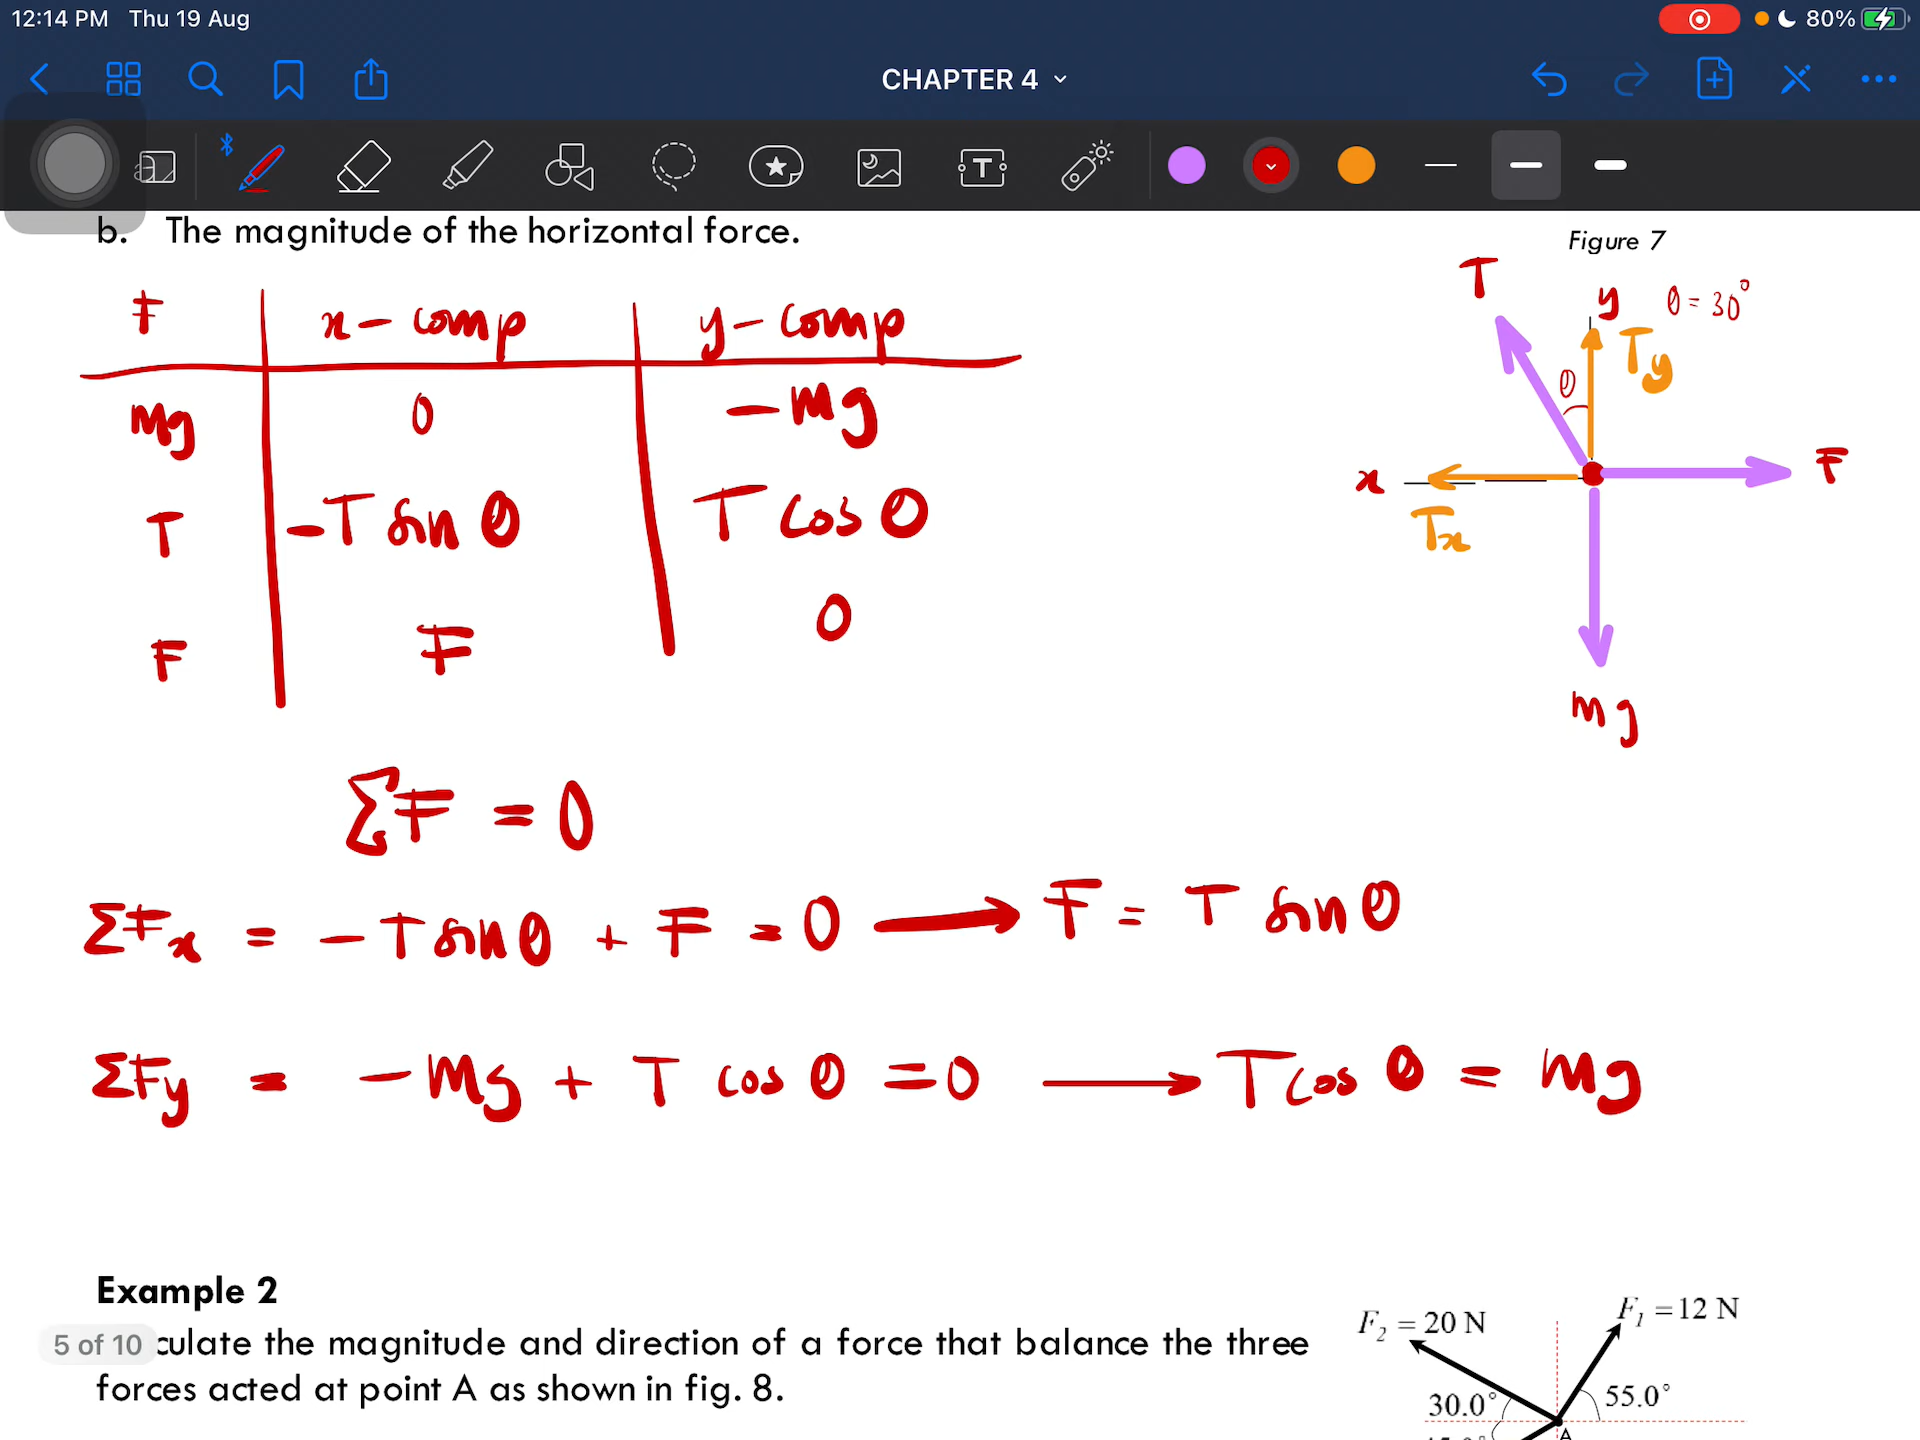 12:14 PM Thu 19 Aug
80%
CHAPTER 4
T
b. The magnitude of the horizontal force.
Figure 7
F x-comp y-comp
Mg 0 -mg
T -T sin θ T cos θ
F F 0
T
y θ = 30°
Ty
θ
x F
Tx
mg
ΣF = 0
ΣFx = -T sin θ + F = 0 → F = T sin θ
ΣFy = -Mg + T cos θ = 0 → T cos θ = mg
Example 2
5 of 10 culate the magnitude and direction of a force that balance the three
forces acted at point A as shown in fig. 8.
F2 = 20 N
F1 = 12 N
30.0°
55.0°
A